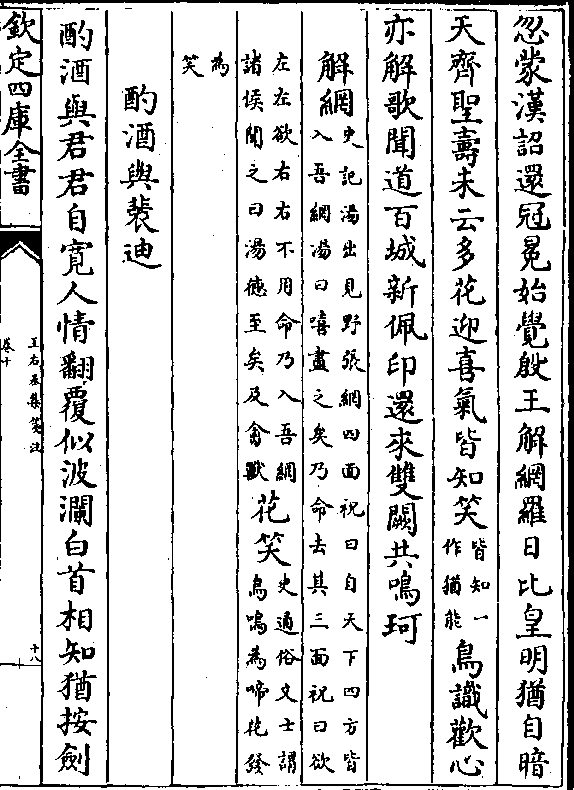 忽蒙漢詔還冠冕始覺殷王解網羅日比皇明猶自暗
天齊聖壽未云多花迎喜氣皆知笑皆知一作猶能鳥識歡心
亦解歌聞道百城新佩印還來雙闕共鳴珂
解網史記湯出見野張網四面祝曰自天下四方皆入吾網湯曰嘻盡之矣乃命去其三面祝曰欲
左左欲右右不用命乃入吾網諸侯聞之曰湯德至矣及禽獸花笑史通俗文士謂鳥鳴為啼花發
為笑
酌酒與裴迪
酌酒與君君自寛人情翻覆似波瀾白首相知猶按劍
欽定四庫全書
王右丞集箋注
卷十
十八